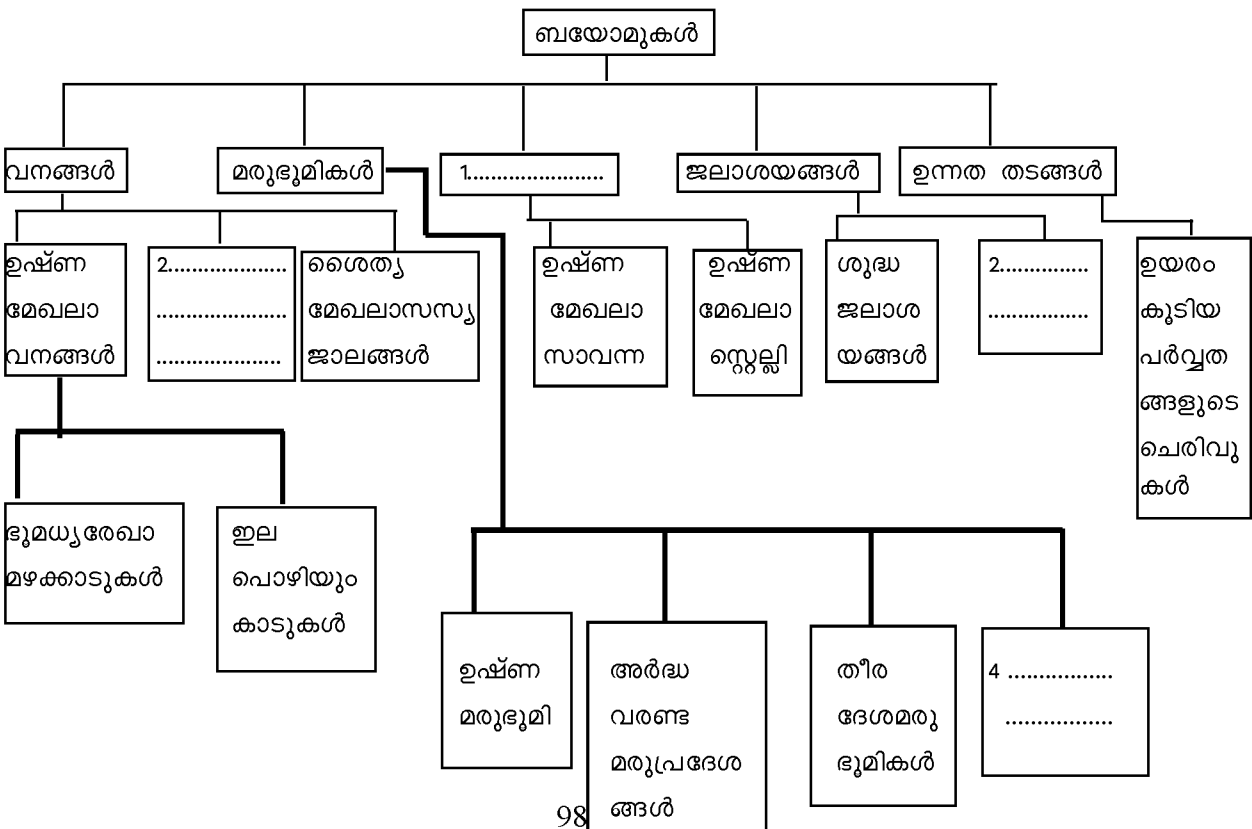 ബയോമുകൾ
വനങ്ങൾ
മരുഭൂമികൾ
1.......................
ജലാശയങ്ങൾ
ഉന്നത തടങ്ങൾ
ഉഷ്ണ
മേഖലാ
വനങ്ങൾ
2....................
......................
.....................
ശൈത്യ
മേഖലാസസ്യ
ജാലങ്ങൾ
ഉഷ്ണ
മേഖലാ
സാവന്ന
ഉഷ്ണ
മേഖലാ
സ്റ്റെല്ലി
ശുദ്ധ
ജലാശ
യങ്ങൾ
2...............
.................
ഉയരം
കൂടിയ
പർവ്വത
ങ്ങളുടെ
ചെരിവു
കൾ
ഭൂമധ്യരേഖാ
മഴക്കാടുകൾ
ഇല
പൊഴിയും
കാടുകൾ
ഉഷ്ണ
മരുഭൂമി
അർദ്ധ
വരണ്ട
മരുപ്രദേശ
ങ്ങൾ
തീര
ദേശമരു
ഭൂമികൾ
4 ..................
..................
98